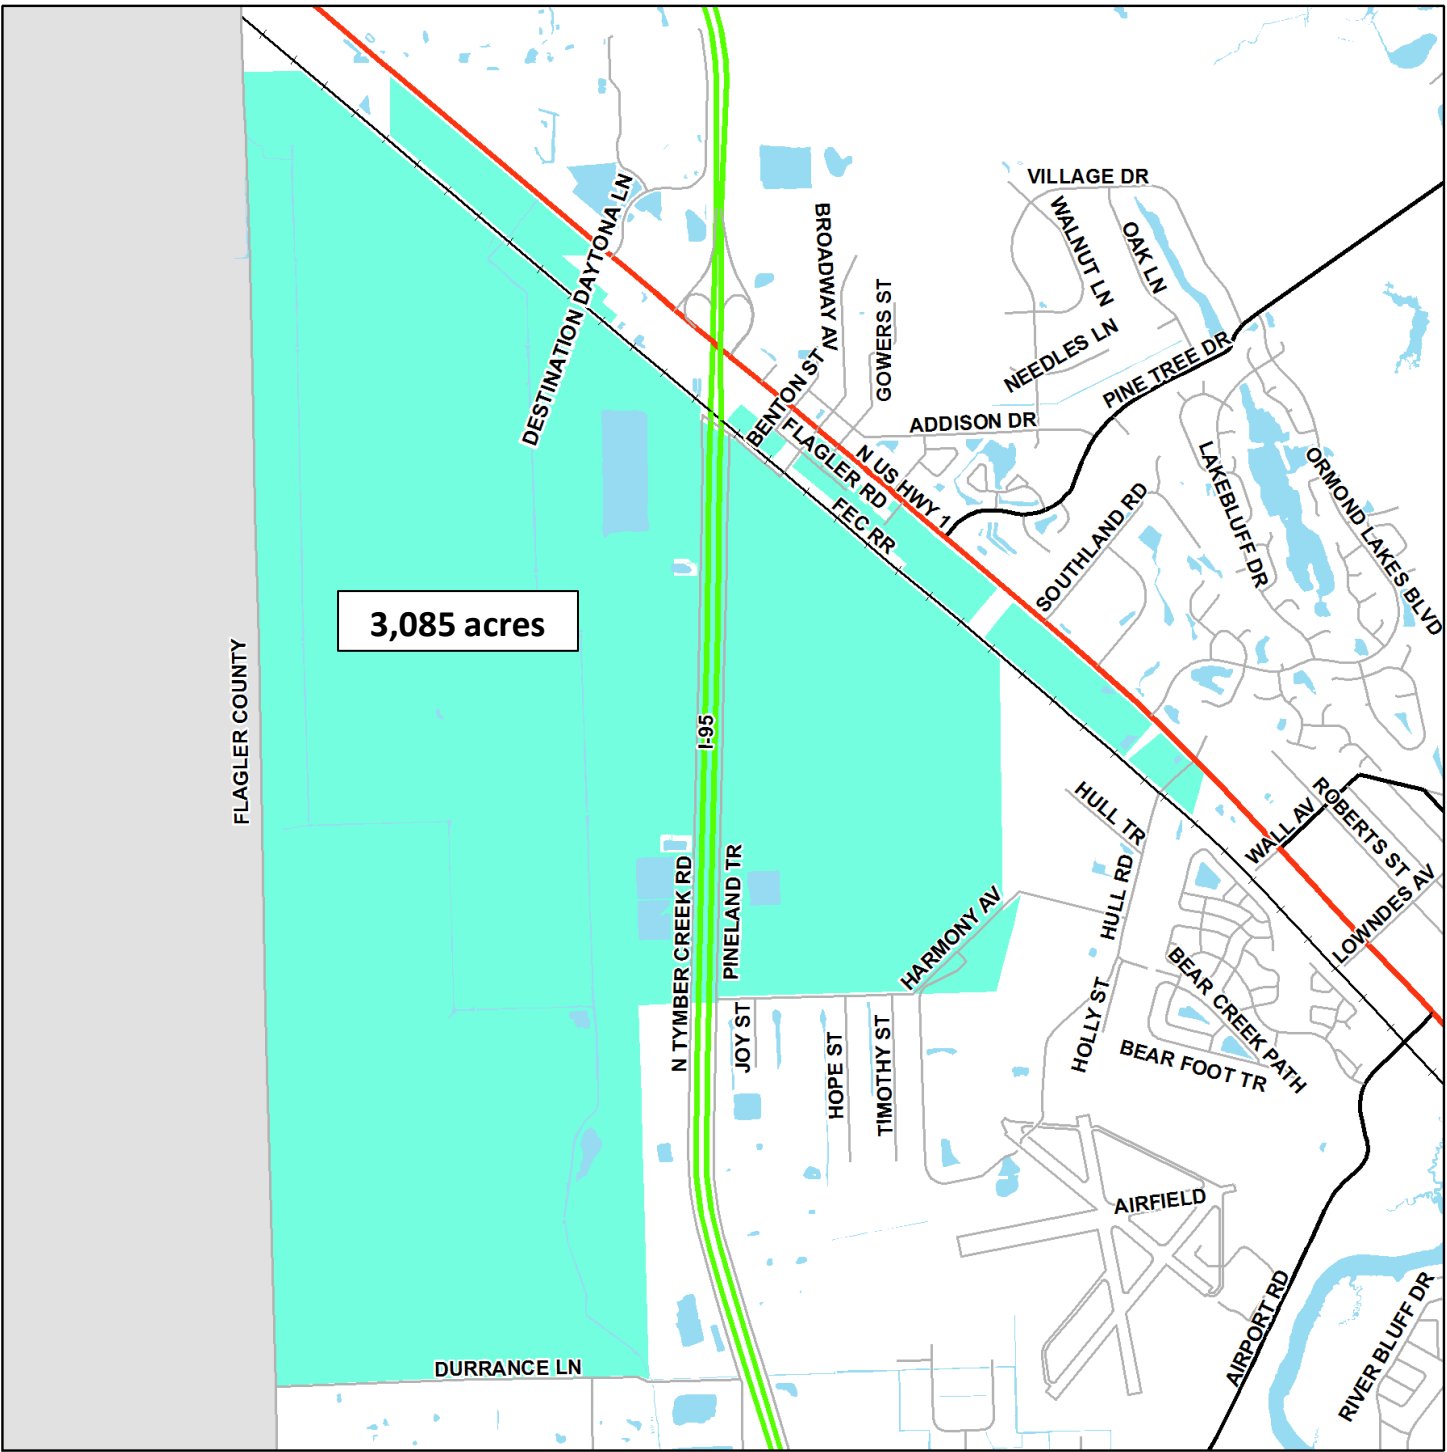 VILLAGE DR
DESTINATION DAYTONA LN
BROADWAY AV
WALNUT LN
OAK LN
GOWERS ST
NEEDLES LN
PINE TREE DR
BENTON ST
ADDISON DR
FLAGLER RD
N US HWY 1
FEC RR
LAKEBLUFF DR
ORMOND LAKES BLVD
SOUTHLAND RD
3,085 acres
FLAGLER COUNTY
I-95
HULL TR
WALL AV
ROBERTS ST
N TYMBER CREEK RD
PINELAND TR
HARMONY AV
HULL RD
LOWNDES AV
BEAR CREEK PATH
JOY ST
HOPE ST
TIMOTHY ST
HOLLY ST
BEAR FOOT TR
AIRFIELD
AIRPORT RD
RIVER BLUFF DR
DURRANCE LN